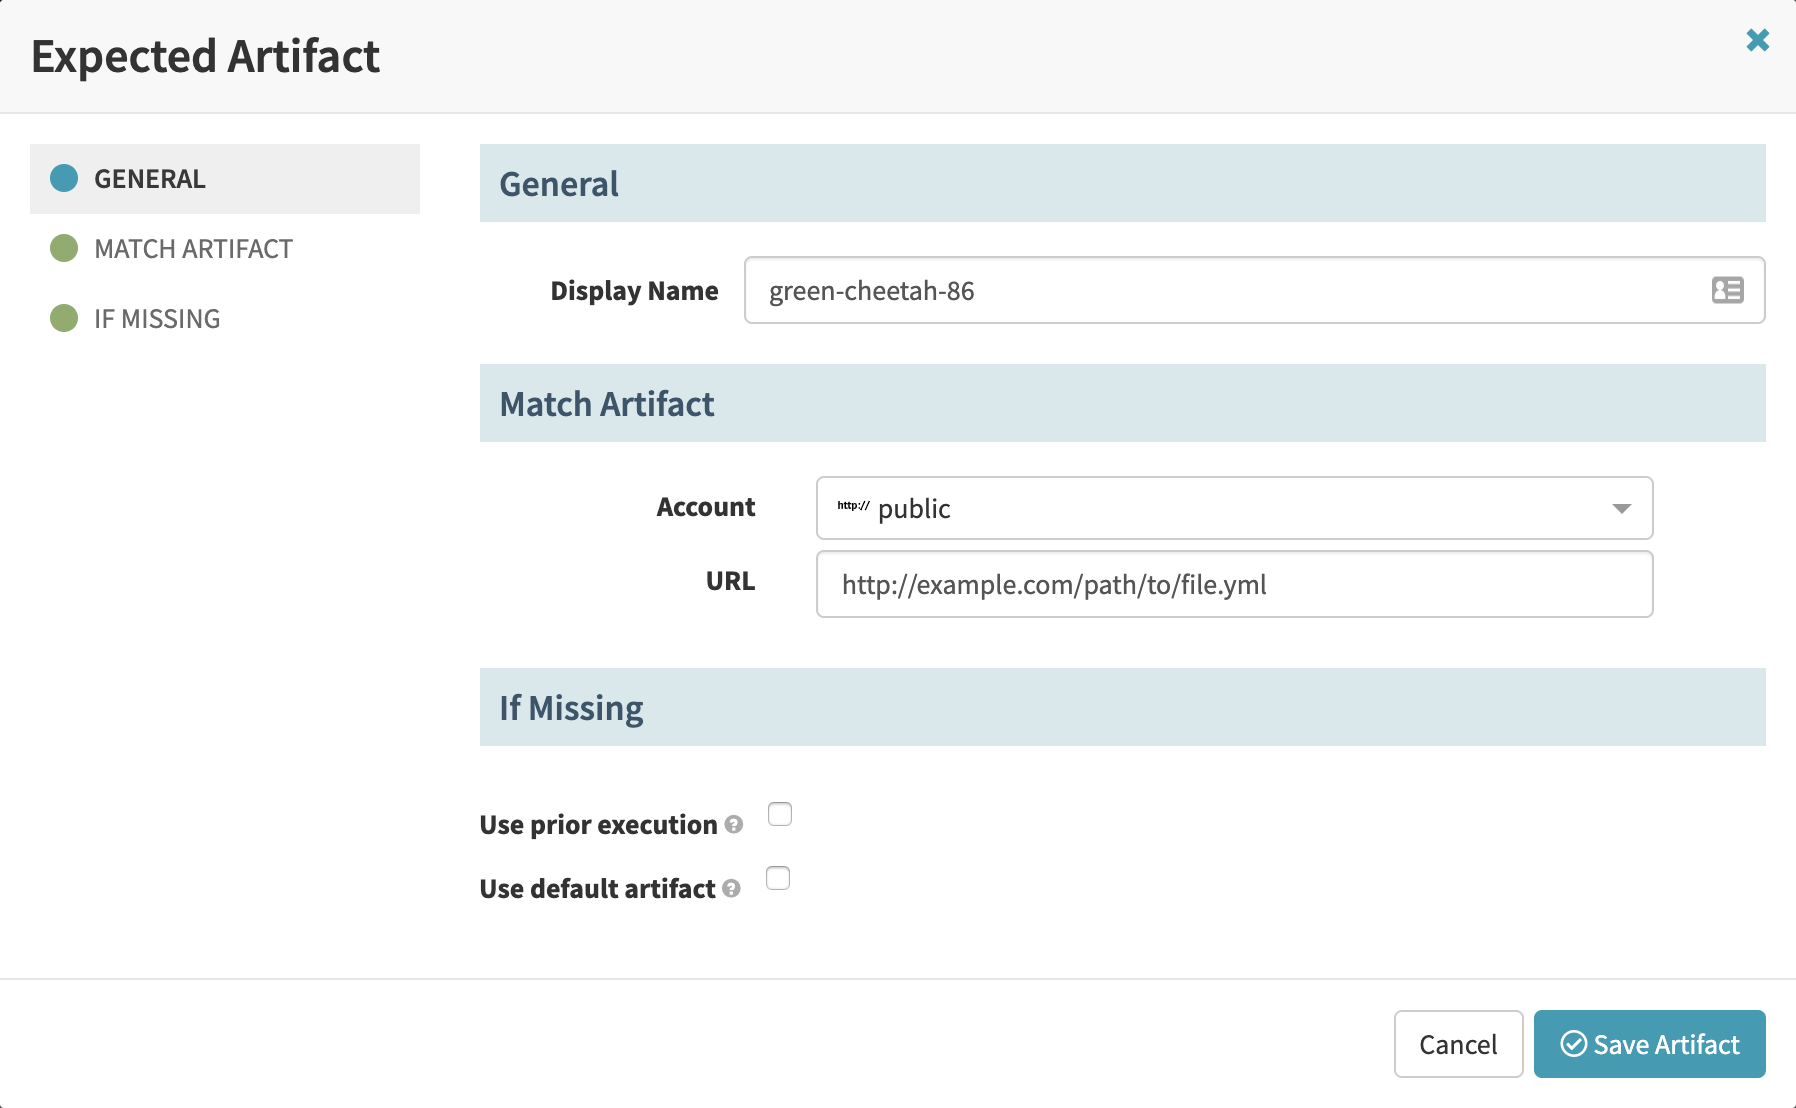 Expected Artifact
GENERAL
MATCH ARTIFACT
IF MISSING
General
Display Name green-cheetah-86
Match Artifact
Account http:// public
URL http://example.com/path/to/file.yml
If Missing
Use prior execution ?
Use default artifact ?
Cancel Save Artifact